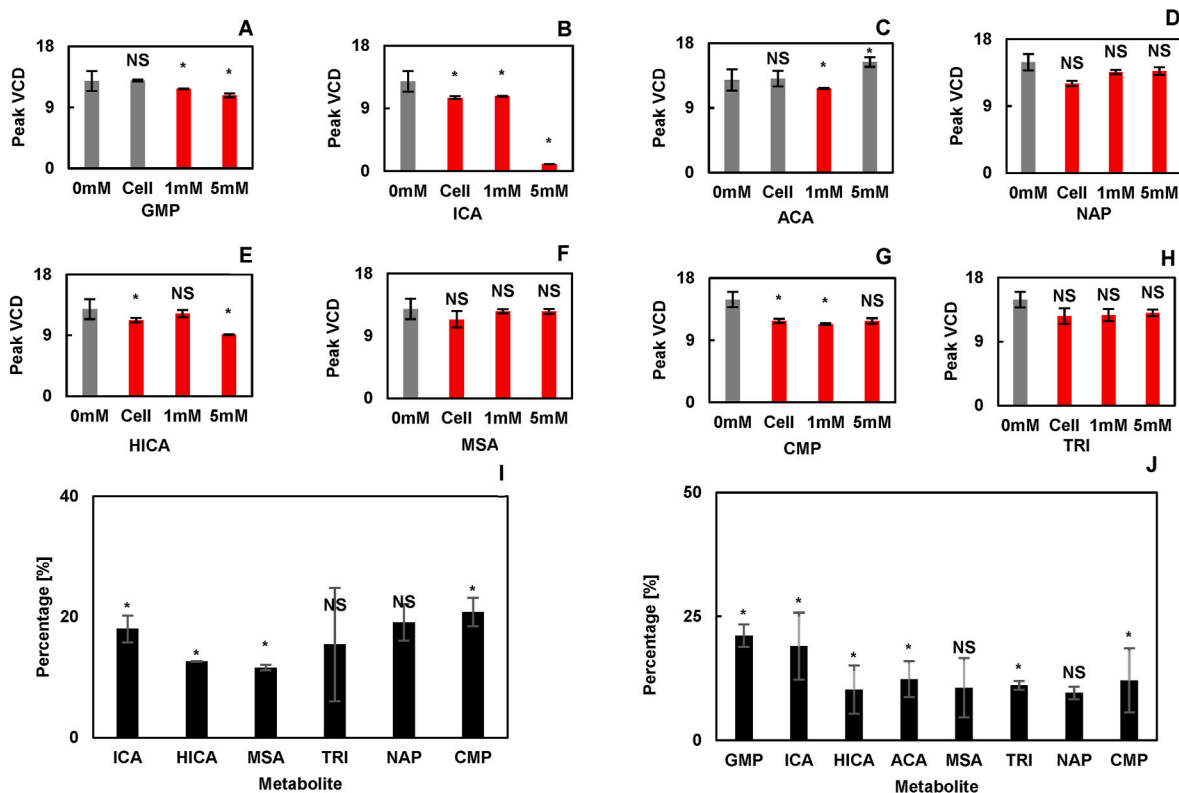 A
Peak VCD
18
9
0
NS
*
*
0mM Cell 1mM 5mM
GMP
B
Peak VCD
18
9
0
*
*
*
0mM Cell 1mM 5mM
ICA
C
Peak VCD
18
9
0
NS
*
*
0mM Cell 1mM 5mM
ACA
D
Peak VCD
18
9
0
NS NS NS
0mM Cell 1mM 5mM
NAP
E
Peak VCD
18
9
0
*
NS
*
0mM Cell 1mM 5mM
HICA
F
Peak VCD
18
9
0
NS NS NS
0mM Cell 1mM 5mM
MSA
G
Peak VCD
18
9
0
* * NS
0mM Cell 1mM 5mM
CMP
H
Peak VCD
18
9
0
NS NS NS
0mM Cell 1mM 5mM
TRI
I
Percentage [%]
40
20
0
* * * NS NS *
ICA HICA MSA TRI NAP CMP
Metabolite
J
Percentage [%]
50
25
0
* * * * NS * NS *
GMP ICA HICA ACA MSA TRI NAP CMP
Metabolite